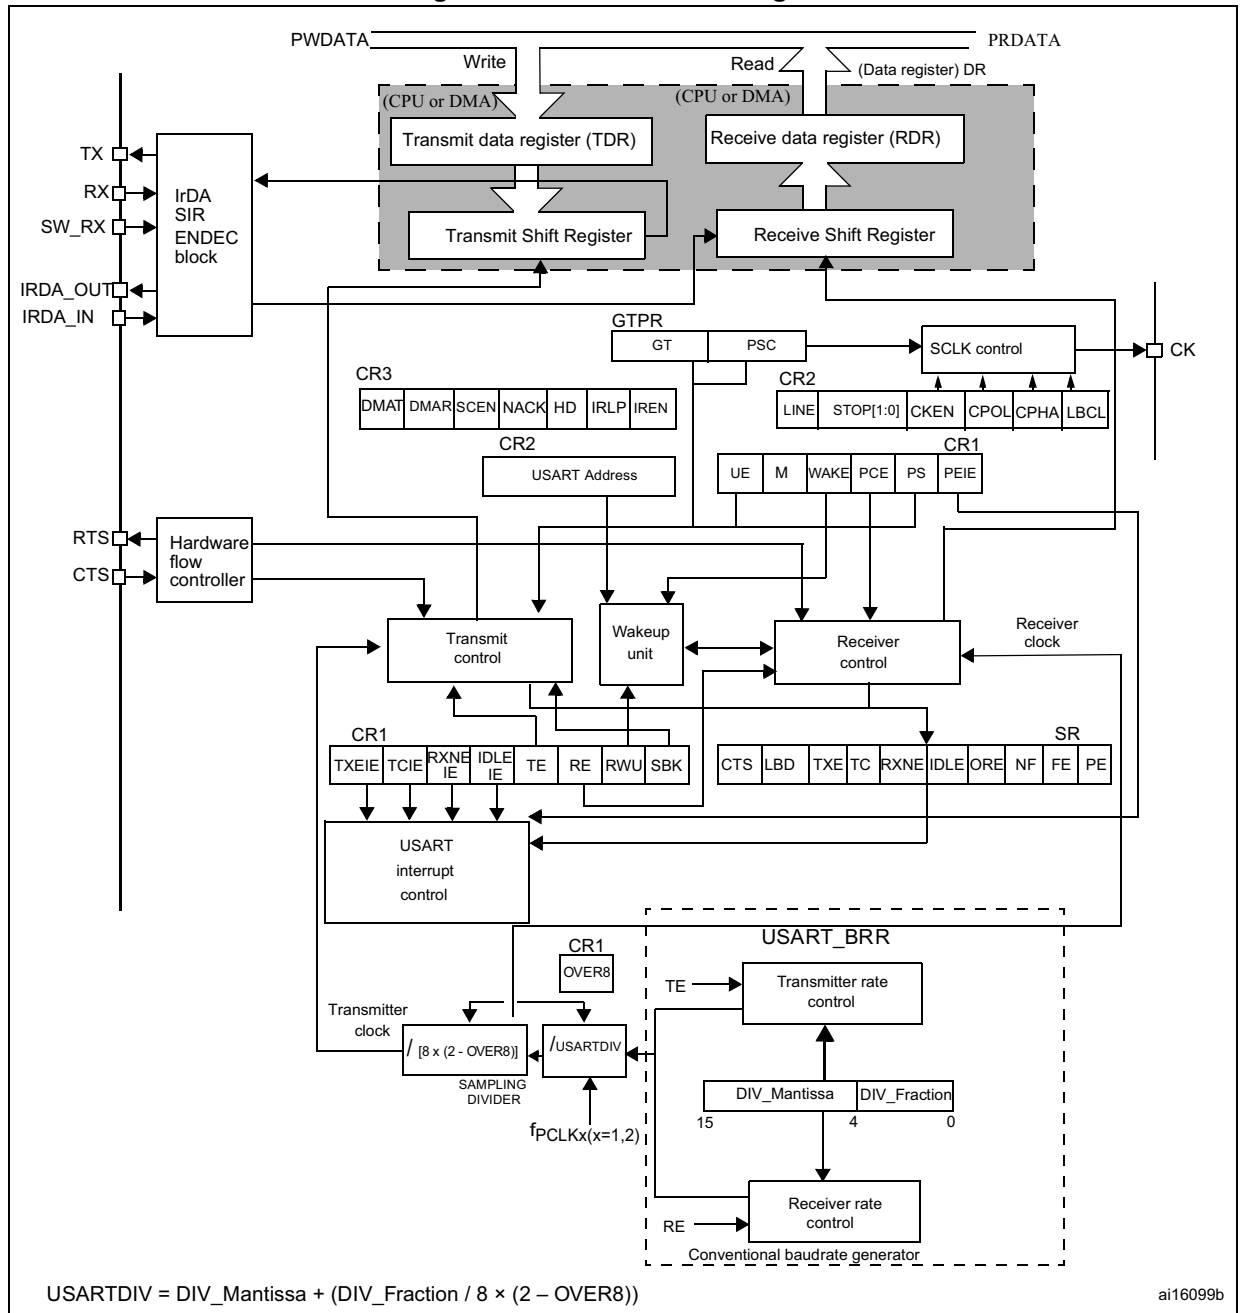 PWDATA
PRDATA
Write
Read
(Data register) DR
(CPU or DMA)
(CPU or DMA)
Transmit data register (TDR)
Receive data register (RDR)
TX
RX
SW_RX
IRDA_OUT
IRDA_IN
IrDA
SIR
ENDEC
block
Transmit Shift Register
Receive Shift Register
GTPR
GT
PSC
SCLK control
CK
CR3
DMAT
DMAR
SCEN
NACK
HD
IRLP
IREN
CR2
LINE
STOP[1:0]
CKEN
CPOL
CPHA
LBCL
CR2
USART Address
CR1
UE
M
WAKE
PCE
PS
PEIE
RTS
CTS
Hardware
flow
controller
Transmit
control
Wakeup
unit
Receiver
control
Receiver
clock
CR1
TXEIE
TCIE
RXNE
IE
IDLE
IE
TE
RE
RWU
SBK
SR
CTS
LBD
TXE
TC
RXNE
IDLE
ORE
NF
FE
PE
USART
interrupt
control
USART_BRR
CR1
OVER8
TE
Transmitter rate
control
Transmitter
clock
/ [8 x (2 - OVER8)]
/USARTDIV
SAMPLING
DIVIDER
fPCLKx(x=1,2)
DIV_Mantissa
DIV_Fraction
15
4
0
RE
Receiver rate
control
Conventional baudrate generator
USARTDIV = DIV_Mantissa + (DIV_Fraction / 8 × (2 – OVER8))
ai16099b